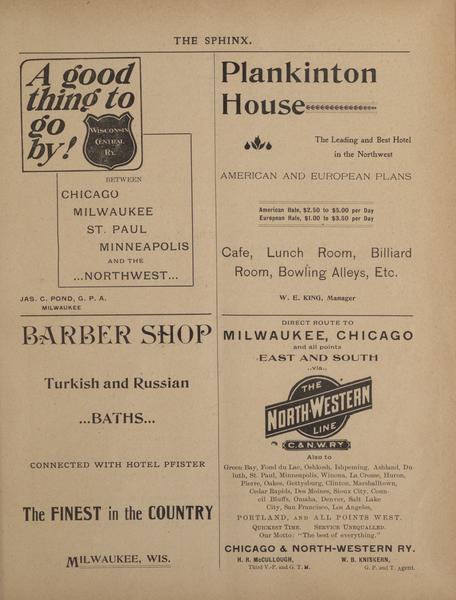 THE SPHINX.
A good
thing to
go
by!
WISCONSIN
CENTRAL
RY.
BETWEEN
CHICAGO
MILWAUKEE
ST. PAUL
MINNEAPOLIS
AND THE
...NORTHWEST...
JAS. C. POND, G. P. A.
MILWAUKEE
Plankinton
House
The Leading and Best Hotel
in the Northwest
AMERICAN AND EUROPEAN PLANS
American Rate, $2.50 to $5.00 per Day
European Rate, $1.00 to $3.50 per Day
Cafe, Lunch Room, Billiard
Room, Bowling Alleys, Etc.
W. E. KING, Manager
BARBER SHOP
Turkish and Russian
...BATHS...
CONNECTED WITH HOTEL PFISTER
The FINEST in the COUNTRY
MILWAUKEE, WIS.
DIRECT ROUTE TO
MILWAUKEE, CHICAGO
and all points
EAST AND SOUTH
..via..
THE
NORTH-WESTERN
LINE
C. & N. W. RY.
Also to
Green Bay, Fond du Lac, Oshkosh, Ishpeming, Ashland, Du
luth, St. Paul, Minneapolis, Winona, La Crosse, Huron,
Pierre, Oakes, Gettysburg, Clinton, Marshalltown,
Cedar Rapids, Des Moines, Sioux City, Coun-
cil Bluffs, Omaha, Denver, Salt Lake
City, San Francisco, Los Angeles,
PORTLAND, AND ALL POINTS WEST.
QUICKEST TIME. SERVICE UNEQUALLED.
Our Motto: "The best of everything."
CHICAGO & NORTH-WESTERN RY.
H. R. McCULLOUGH, W. B. KNISKERN,
Third V.-P. and G. T. M. G. P. and T. Agent.